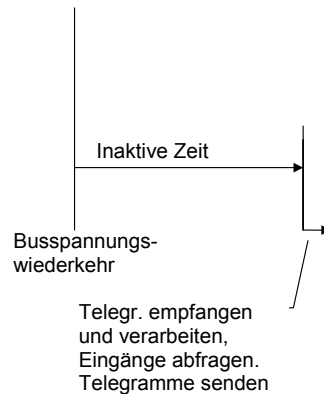 Inaktive Zeit
Busspannungs-
wiederkehr
Telegr. empfangen
und verarbeiten,
Eingänge abfragen.
Telegramme senden